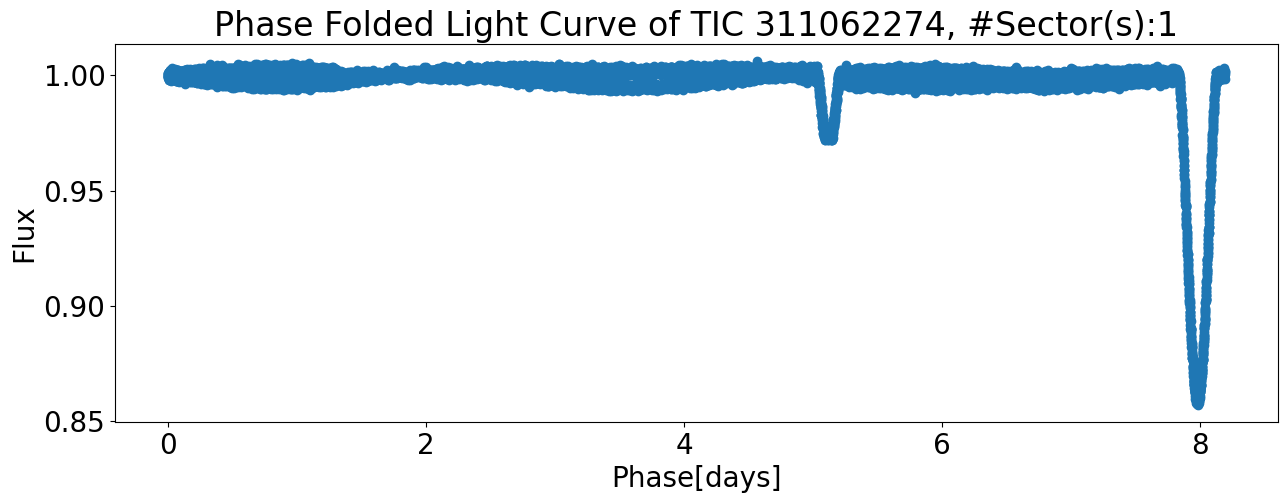 Phase Folded Light Curve of TIC 311062274, #Sector(s):1
1.00
0.95
0.90
0.85
Flux
0 2 4 6 8
Phase[days]